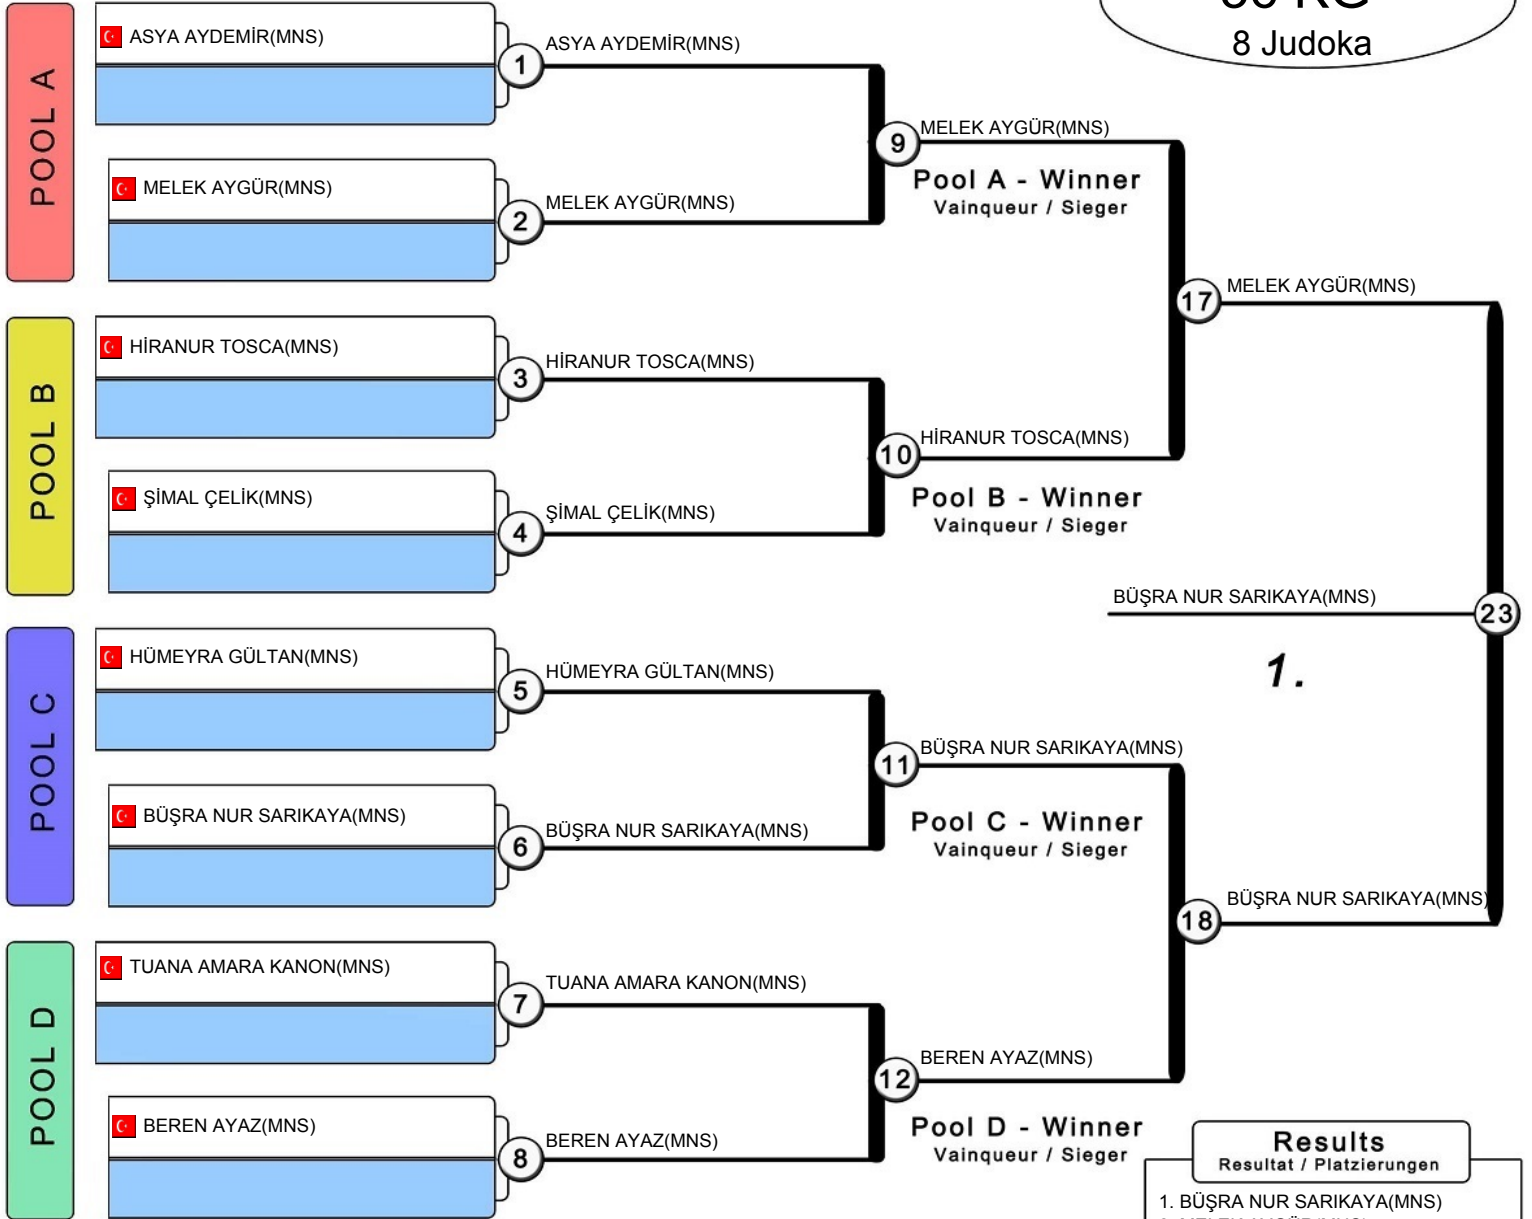 8 Judoka
POOL A
ASYA AYDEMİR(MNS)
1
ASYA AYDEMİR(MNS)
MELEK AYGÜR(MNS)
2
MELEK AYGÜR(MNS)
9
MELEK AYGÜR(MNS)
Pool A - Winner
Vainqueur / Sieger
POOL B
HİRANUR TOSCA(MNS)
3
HİRANUR TOSCA(MNS)
ŞİMAL ÇELİK(MNS)
4
ŞİMAL ÇELİK(MNS)
10
HİRANUR TOSCA(MNS)
Pool B - Winner
Vainqueur / Sieger
17
MELEK AYGÜR(MNS)
POOL C
HÜMEYRA GÜLTAN(MNS)
5
HÜMEYRA GÜLTAN(MNS)
BÜŞRA NUR SARIKAYA(MNS)
6
BÜŞRA NUR SARIKAYA(MNS)
11
BÜŞRA NUR SARIKAYA(MNS)
Pool C - Winner
Vainqueur / Sieger
POOL D
TUANA AMARA KANON(MNS)
7
TUANA AMARA KANON(MNS)
BEREN AYAZ(MNS)
8
BEREN AYAZ(MNS)
12
BEREN AYAZ(MNS)
Pool D - Winner
Vainqueur / Sieger
18
BÜŞRA NUR SARIKAYA(MNS)
BÜŞRA NUR SARIKAYA(MNS)
23
1.
Results
Resultat / Platzierungen
1. BÜŞRA NUR SARIKAYA(MNS)